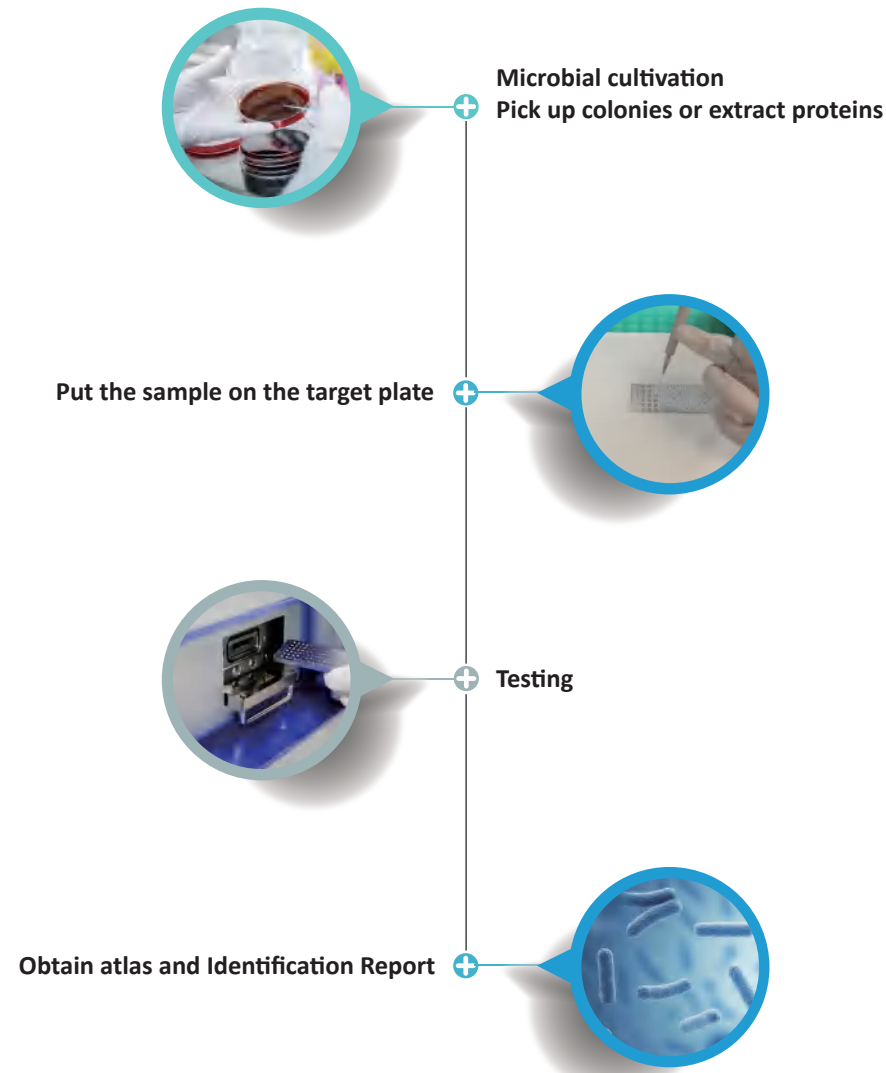 Microbial cultivation
Pick up colonies or extract proteins
Put the sample on the target plate
Testing
Obtain atlas and Identification Report